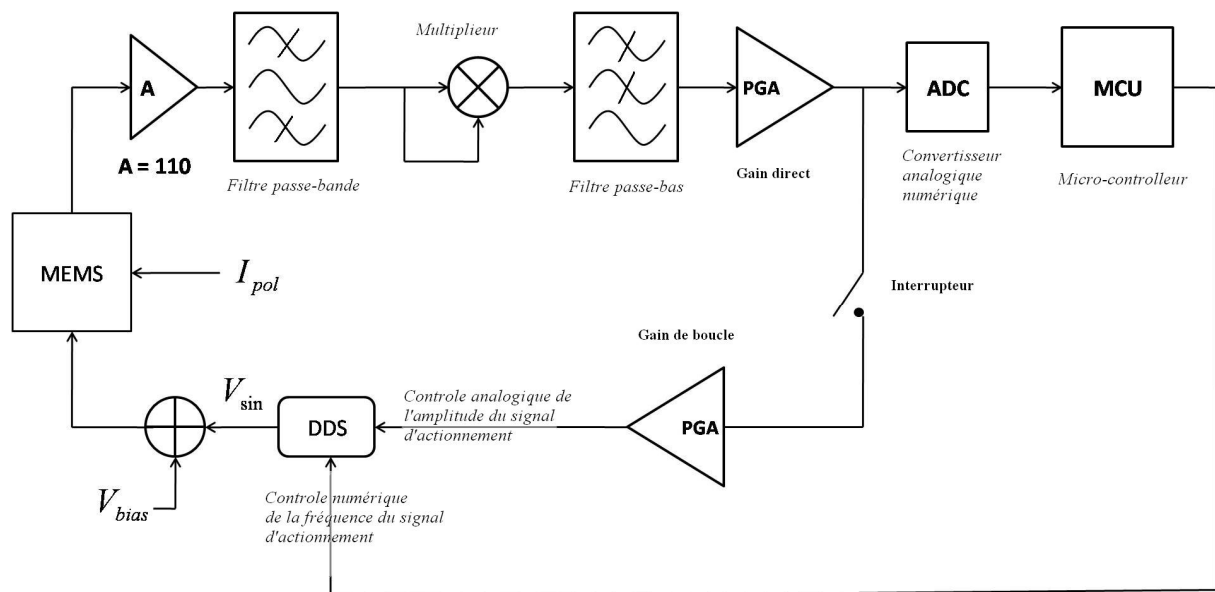 Multiplieur
A
PGA
ADC
MCU
A = 110
Filtre passe-bande
Filtre passe-bas
Gain direct
Convertisseur
analogique
numérique
Micro-controlleur
MEMS
I pol
Interrupteur
Gain de boucle
V sin
Controle analogique de
l'amplitude du signal
d'actionnement
DDS
PGA
V bias
Controle numérique
de la fréquence du signal
d'actionnement